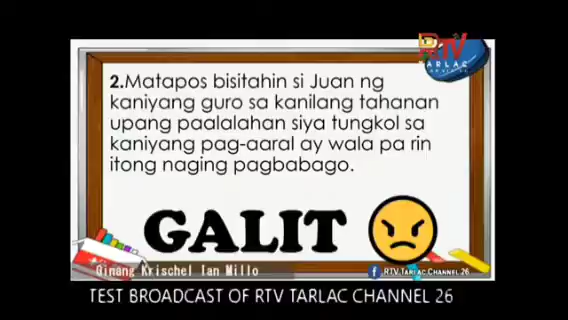 RTV
TARLAC
2.Matapos bisitahin si Juan ng
kaniyang guro sa kanilang tahanan
upang paalalahan siya tungkol sa
kaniyang pag-aaral ay wala pa rin
itong naging pagbabago.
GALIT
Ginang Krischel Ian Millo
RTV Tarlac Channel 26
TEST BROADCAST OF RTV TARLAC CHANNEL 26